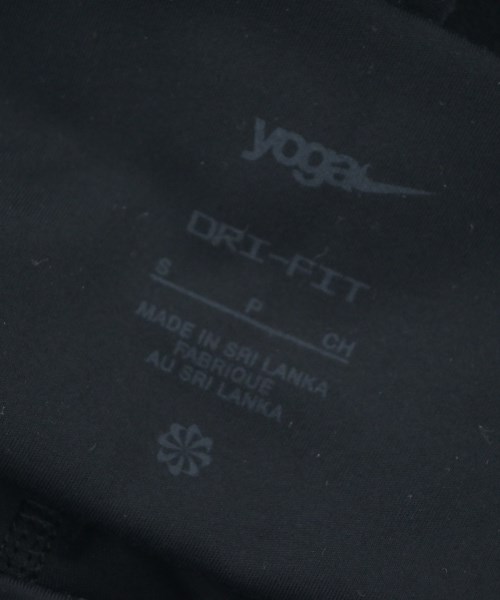 yoga
DRI-FIT
S P CH
MADE IN SRI LANKA
FABRIQUE
AU SRI LANKA